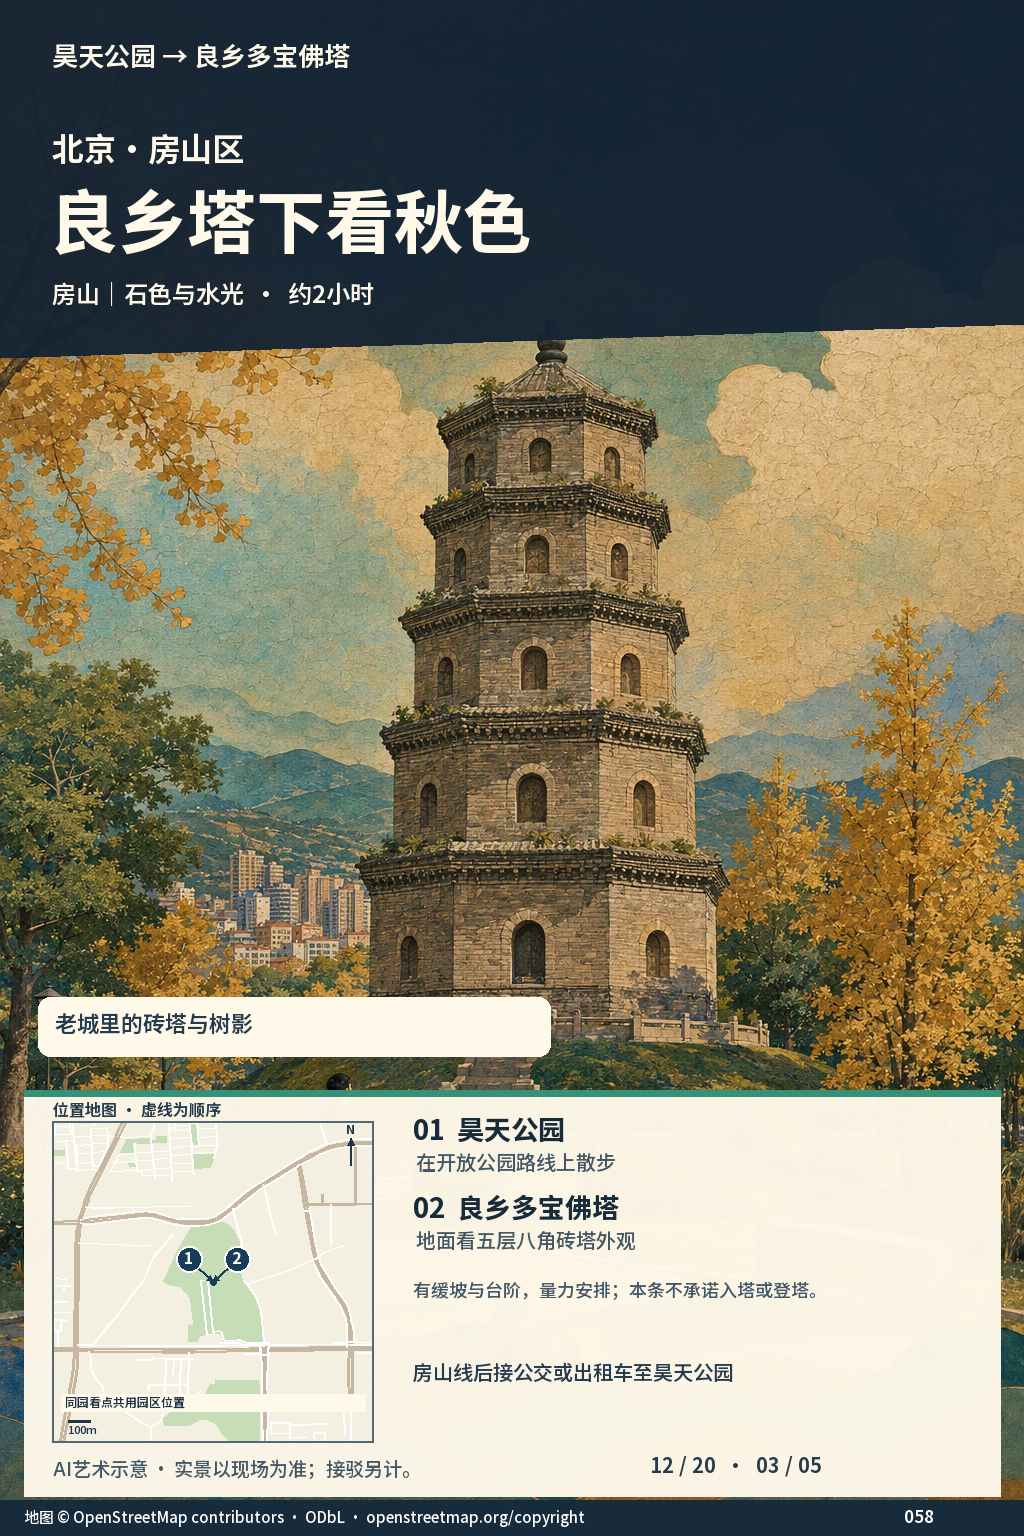 昊天公园 → 良乡多宝佛塔
北京・房山区
良乡塔下看秋色
房山｜石色与水光 ・ 约2小时
老城里的砖塔与树影
位置地图 ・ 虚线为顺序
N
1
2
同园看点共用园区位置
100m
01 昊天公园
在开放公园路线上散步
02 良乡多宝佛塔
地面看五层八角砖塔外观
有缓坡与台阶，量力安排；本条不承诺入塔或登塔。
房山线后接公交或出租车至昊天公园
AI艺术示意 ・ 实景以现场为准；接驳另计。
12 / 20 ・ 03 / 05
地图 © OpenStreetMap contributors ・ ODbL ・ openstreetmap.org/copyright
058